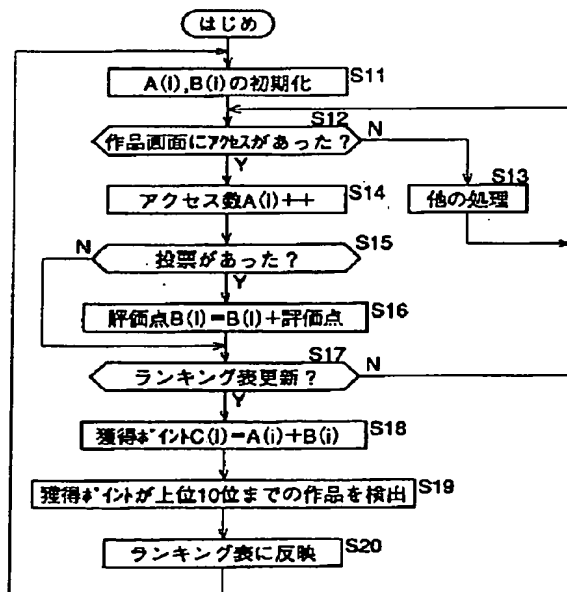 はじめ
A(i),B(i)の初期化
S11
S12
作品画面にｱｸｾｽがあった？
N
Y
S13
他の処理
S14
アクセス数A(i)++
S15
N
投票があった？
Y
評価点B(i)=B(i)+評価点
S16
S17
ランキング表更新？
N
Y
獲得ﾎﾟｲﾝﾄC(i)=A(i)+B(i)
S18
獲得ﾎﾟｲﾝﾄが上位10位までの作品を検出
S19
ランキング表に反映
S20